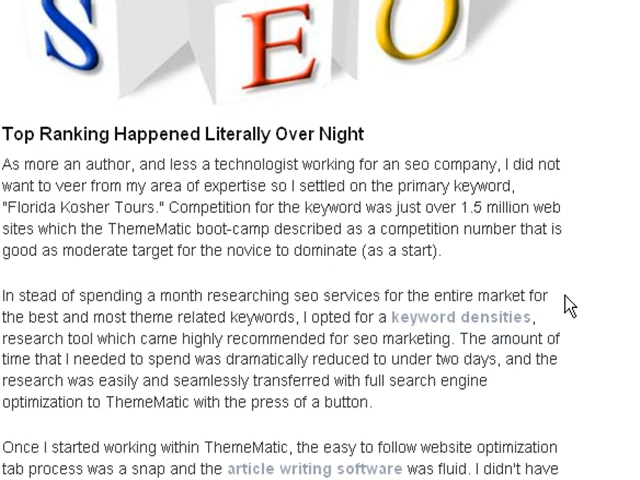 SEO
Top Ranking Happened Literally Over Night
As more an author, and less a technologist working for an seo company, I did not
want to veer from my area of expertise so I settled on the primary keyword,
"Florida Kosher Tours." Competition for the keyword was just over 1.5 million web
sites which the ThemeMatic boot-camp described as a competition number that is
good as moderate target for the novice to dominate (as a start).
In stead of spending a month researching seo services for the entire market for
the best and most theme related keywords, I opted for a keyword densities,
research tool which came highly recommended for seo marketing. The amount of
time that I needed to spend was dramatically reduced to under two days, and the
research was easily and seamlessly transferred with full search engine
optimization to ThemeMatic with the press of a button.
Once I started working within ThemeMatic, the easy to follow website optimization
tab process was a snap and the article writing software was fluid. I didn't have